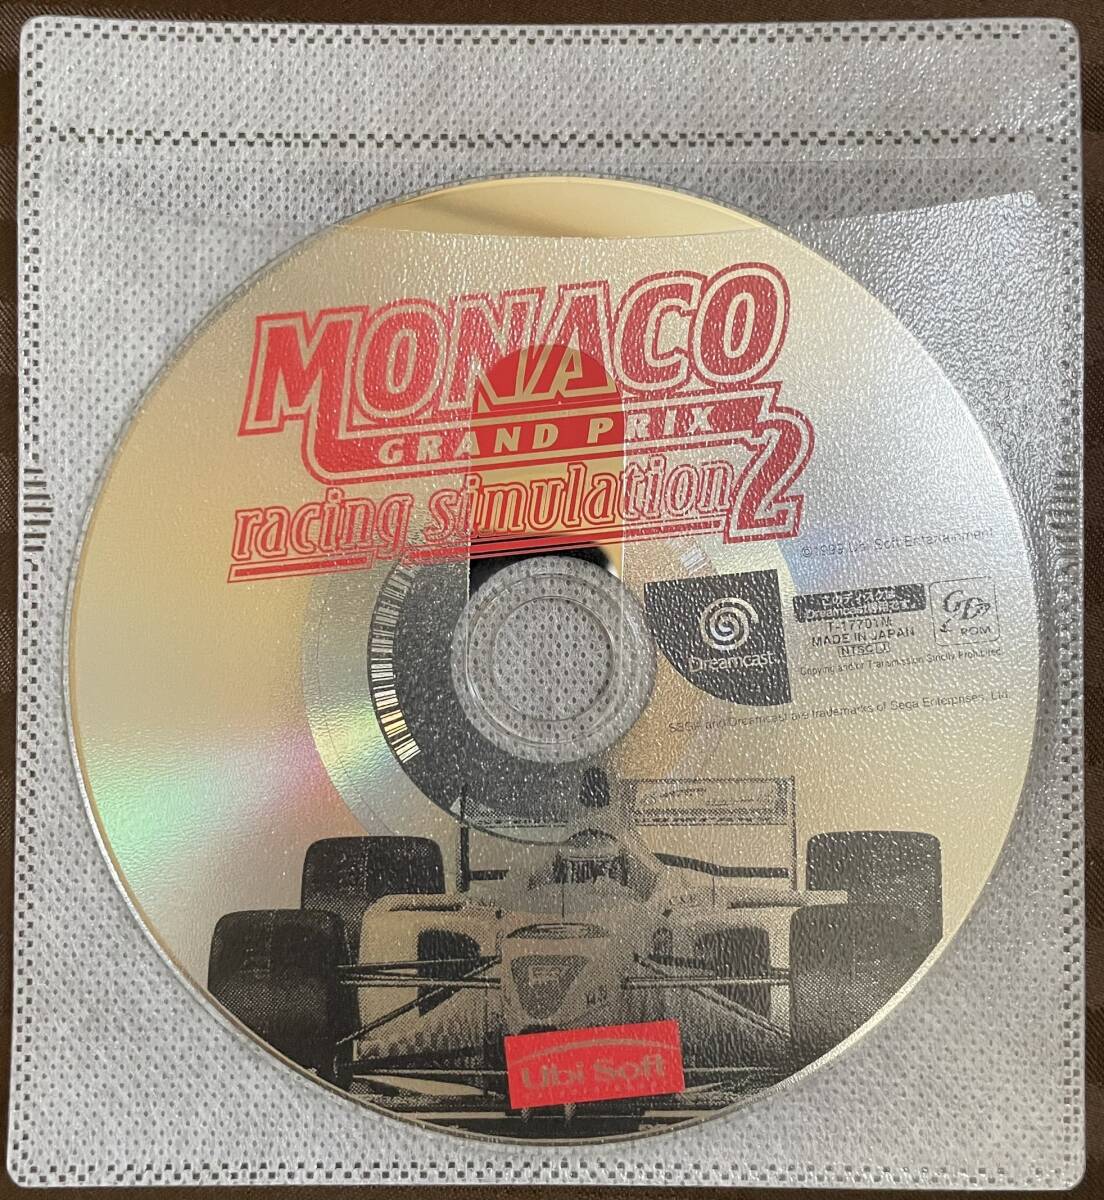 MONACO
GRAND PRIX
racing simulation 2
©1999 Ubi Soft Entertainment
Dreamcast
T-17701M
MADE IN JAPAN
NTSC J
GD
ROM
Copying and/or Transmission Strictly Prohibited.
SEGA and Dreamcast are trademarks of Sega Enterprises, Ltd.
Ubi Soft